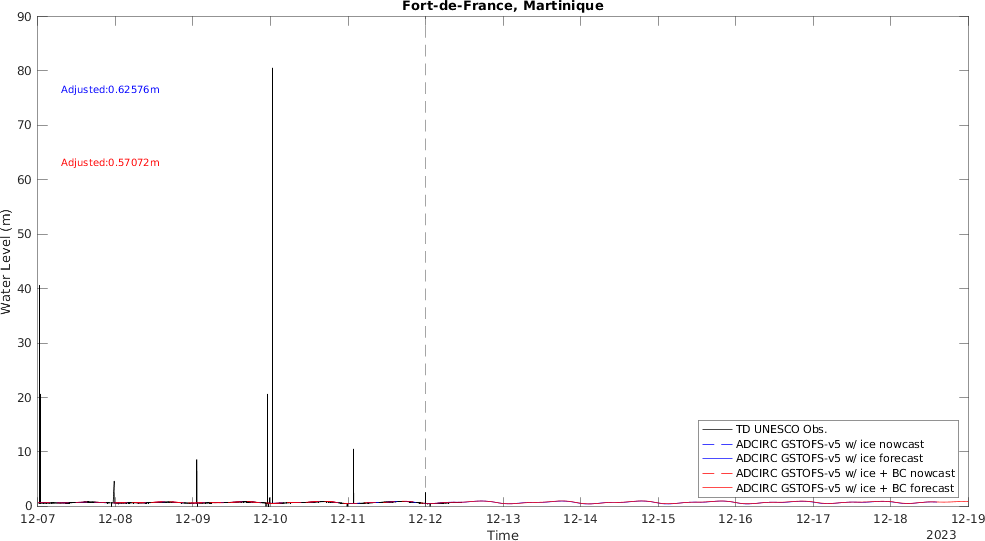 Fort-de-France, Martinique
90
80
70
60
50
40
30
20
10
0
Water Level (m)
Adjusted:0.62576m
Adjusted:0.57072m
TD UNESCO Obs.
ADCIRC GSTOFS-v5 w/ ice nowcast
ADCIRC GSTOFS-v5 w/ ice forecast
ADCIRC GSTOFS-v5 w/ ice + BC nowcast
ADCIRC GSTOFS-v5 w/ ice + BC forecast
12-07 12-08 12-09 12-10 12-11 12-12 12-13 12-14 12-15 12-16 12-17 12-18 12-19
Time
2023